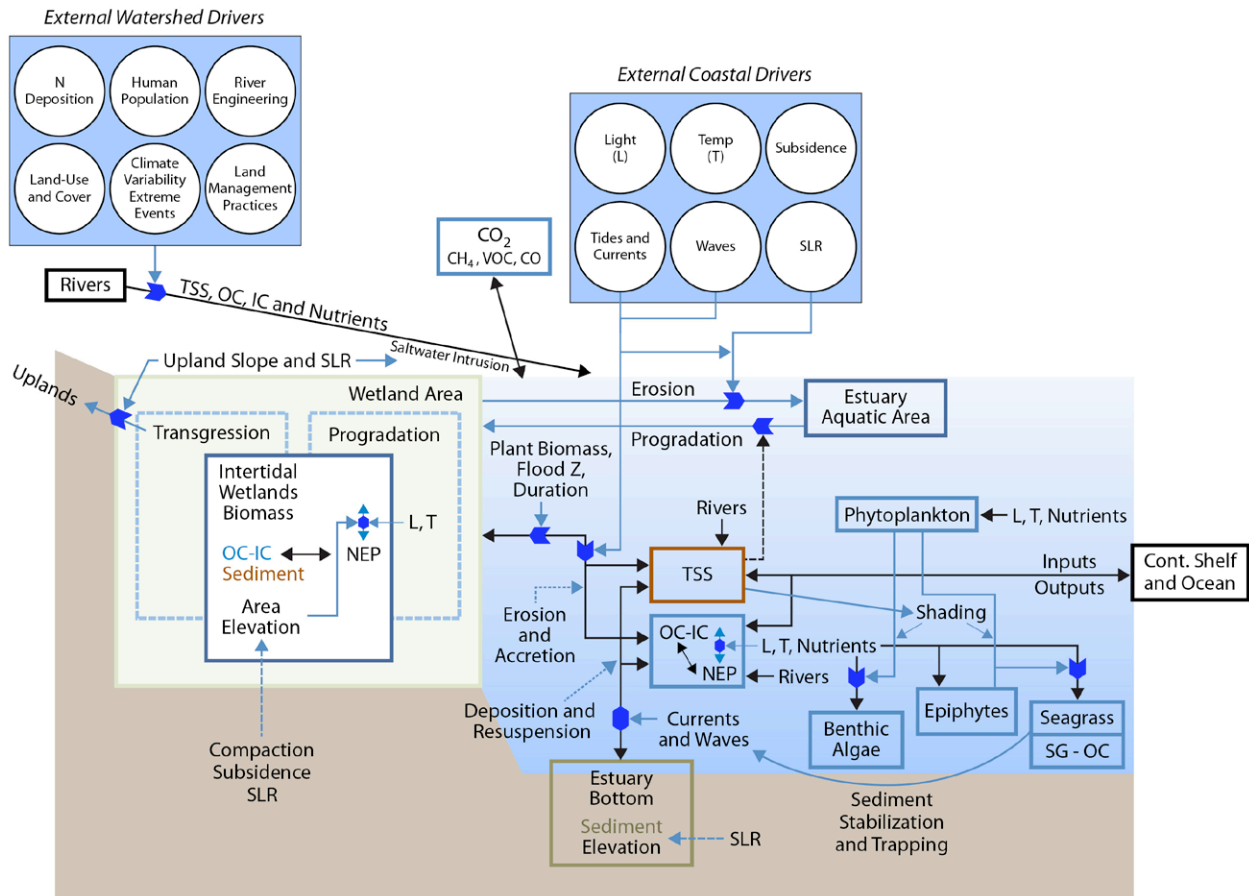 External Watershed Drivers
N
Deposition
Human
Population
River
Engineering
Land-Use
and Cover
Climate
Variability
Extreme
Events
Land
Management
Practices
External Coastal Drivers
Light
(L)
Temp
(T)
Subsidence
Tides and
Currents
Waves
SLR
CO₂
CH₄, VOC, CO
Rivers
TSS, OC, IC and Nutrients
Saltwater Intrusion
Upland Slope and SLR
Uplands
Wetland Area
Transgression
Progradation
Intertidal
Wetlands
Biomass
OC-IC
Sediment
NEP
L, T
Area
Elevation
Compaction
Subsidence
SLR
Erosion
Estuary
Aquatic Area
Progradation
Plant Biomass,
Flood Z,
Duration
Rivers
TSS
Phytoplankton
L, T, Nutrients
Inputs
Outputs
Cont. Shelf
and Ocean
Shading
Erosion
and
Accretion
OC-IC
NEP
L, T, Nutrients
Rivers
Deposition and
Resuspension
Currents
and Waves
Benthic
Algae
Epiphytes
Seagrass
SG - OC
Estuary
Bottom
Sediment
Elevation
SLR
Sediment
Stabilization
and Trapping